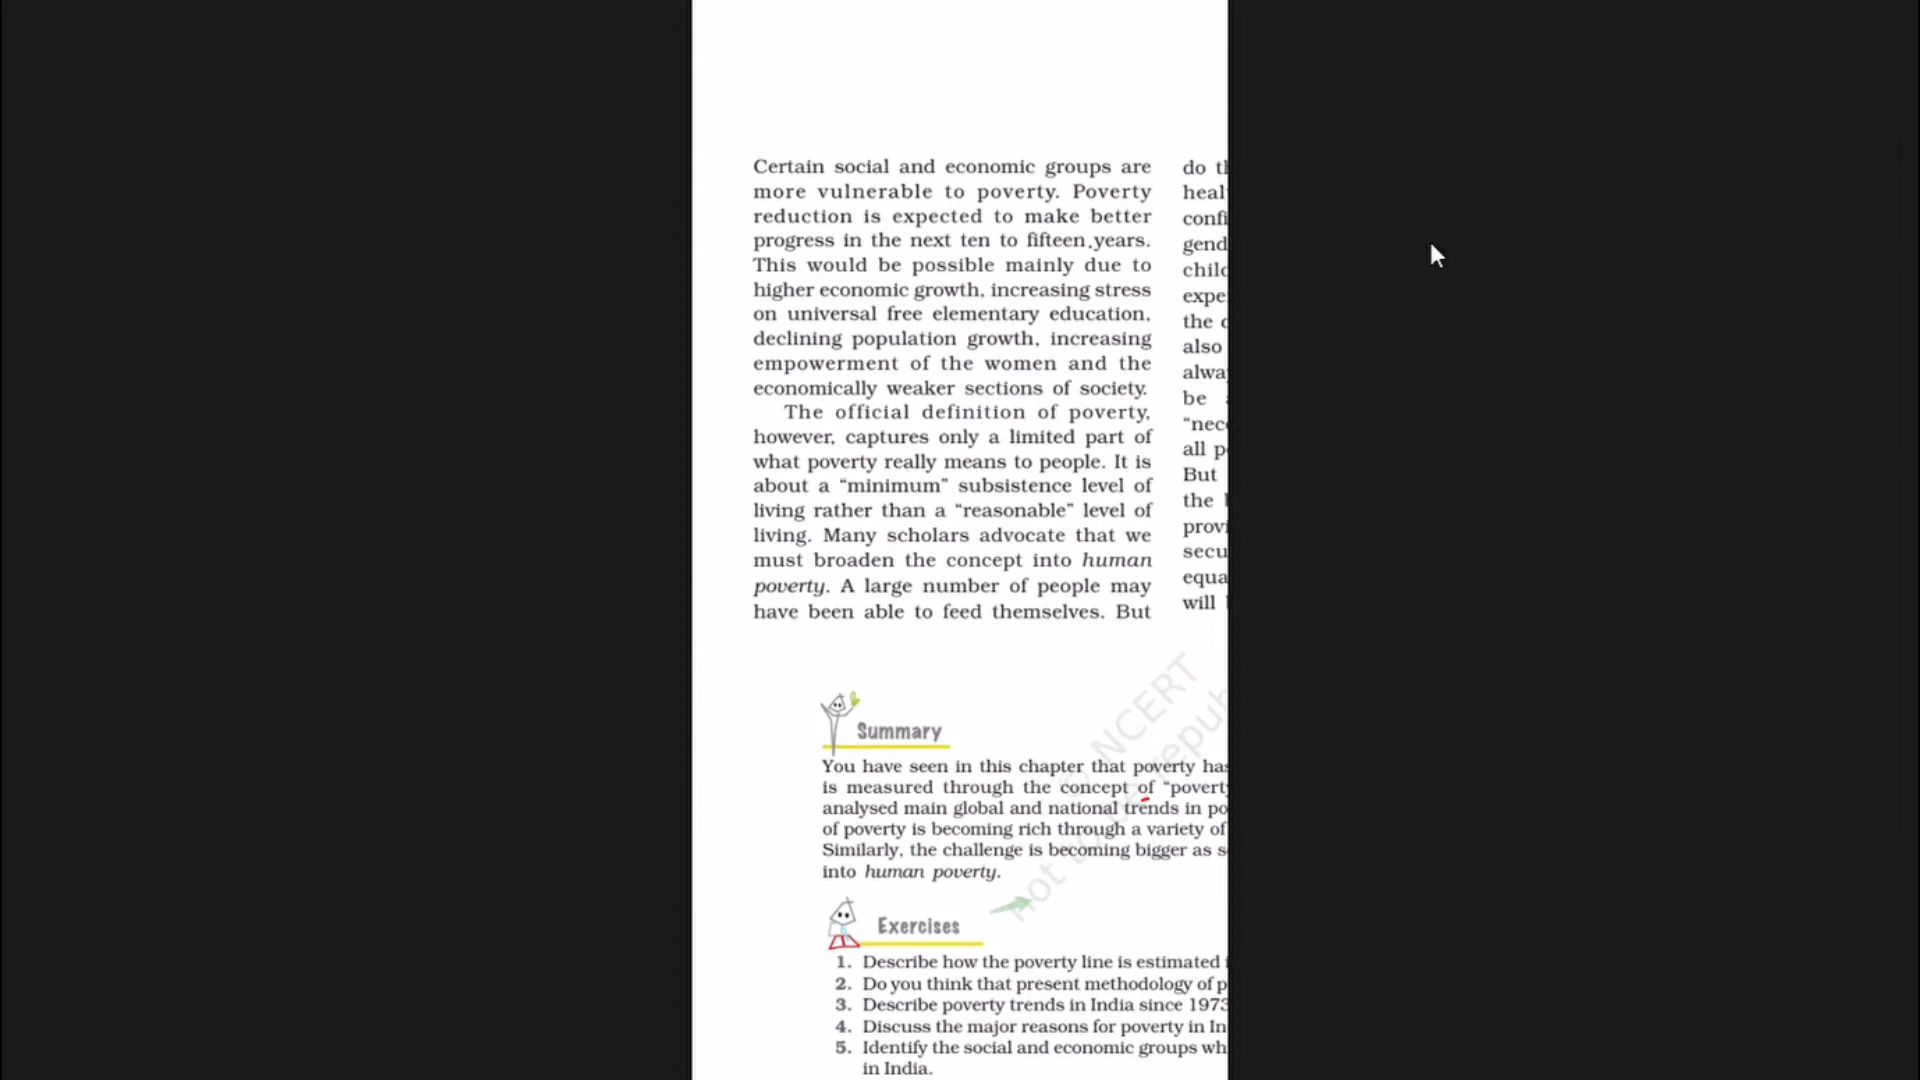 Certain social and economic groups are
more vulnerable to poverty. Poverty
reduction is expected to make better
progress in the next ten to fifteen years.
This would be possible mainly due to
higher economic growth, increasing stress
on universal free elementary education,
declining population growth, increasing
empowerment of the women and the
economically weaker sections of society.
The official definition of poverty,
however, captures only a limited part of
what poverty really means to people. It is
about a “minimum” subsistence level of
living rather than a “reasonable” level of
living. Many scholars advocate that we
must broaden the concept into human
poverty. A large number of people may
have been able to feed themselves. But
do
the
also
be
all
But
the
will
© NCERT
not to be
Summary
You have seen in this chapter that poverty has
is measured through the concept of
analysed main global and national trends in
of poverty is becoming rich through a variety of
Similarly, the challenge is becoming bigger as
into human poverty.
Exercises
1. Describe how the poverty line is estimated
2. Do you think that present methodology of
3. Describe poverty trends in India since 1973
4. Discuss the major reasons for poverty in
5. Identify the social and economic groups
in India.